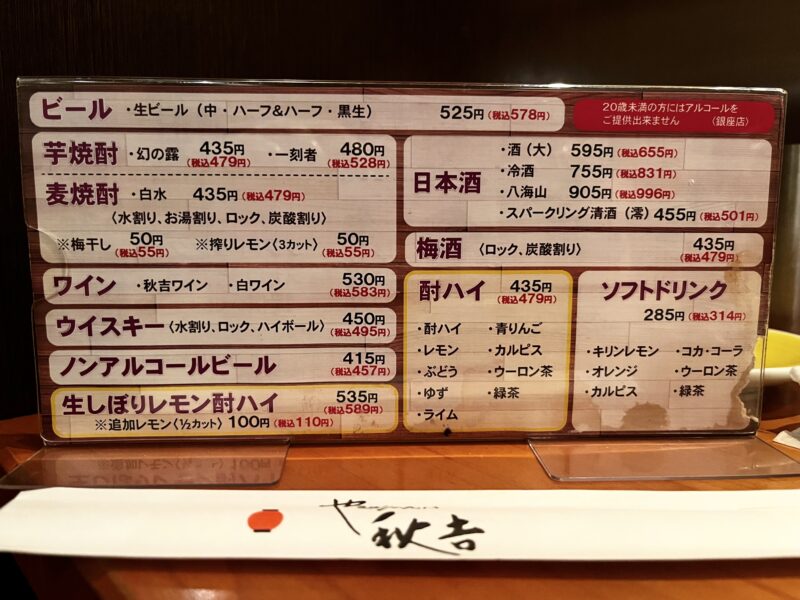 ビール ・生ビール(中・ハーフ&ハーフ・黒生) 525円(税込578円)
20歳未満の方にはアルコールを
ご提供出来ません 〈銀座店〉
芋焼酎 ・幻の露 435円(税込479円) ・一刻者 480円(税込528円)
麦焼酎 ・白水 435円(税込479円)
〈水割り、お湯割り、ロック、炭酸割り〉
※梅干し 50円(税込55円) ※搾りレモン〈3カット〉 50円(税込55円)
ワイン ・秋吉ワイン ・白ワイン 530円(税込583円)
ウイスキー〈水割り、ロック、ハイボール〉 450円(税込495円)
ノンアルコールビール 415円(税込457円)
生しぼりレモン酎ハイ 535円(税込589円)
※追加レモン〈½カット〉 100円(税込110円)
日本酒
・酒(大) 595円(税込655円)
・冷酒 755円(税込831円)
・八海山 905円(税込996円)
・スパークリング清酒(澪) 455円(税込501円)
梅酒 〈ロック、炭酸割り〉 435円(税込479円)
酎ハイ 435円(税込479円)
・酎ハイ ・青りんご
・レモン ・カルピス
・ぶどう ・ウーロン茶
・ゆず ・緑茶
・ライム
ソフトドリンク
285円(税込314円)
・キリンレモン ・コカ・コーラ
・オレンジ ・ウーロン茶
・カルピス ・緑茶
秋吉